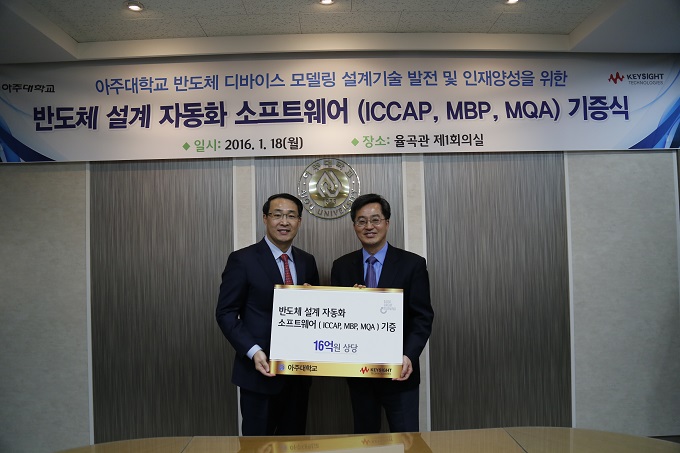 아주대학교
아주대학교 반도체 디바이스 모델링 설계기술 발전 및 인재양성을 위한
KEYSIGHT
TECHNOLOGIES
반도체 설계 자동화 소프트웨어 (ICCAP, MBP, MQA) 기증식
◆ 일시: 2016. 1. 18(월) ◆ 장소: 율곡관 제1회의실
UNIVERSITY
반도체 설계 자동화
소프트웨어 ( ICCAP, MBP, MQA ) 기증
16억원 상당
아주대학교
KEYSIGHT
TECHNOLOGIES